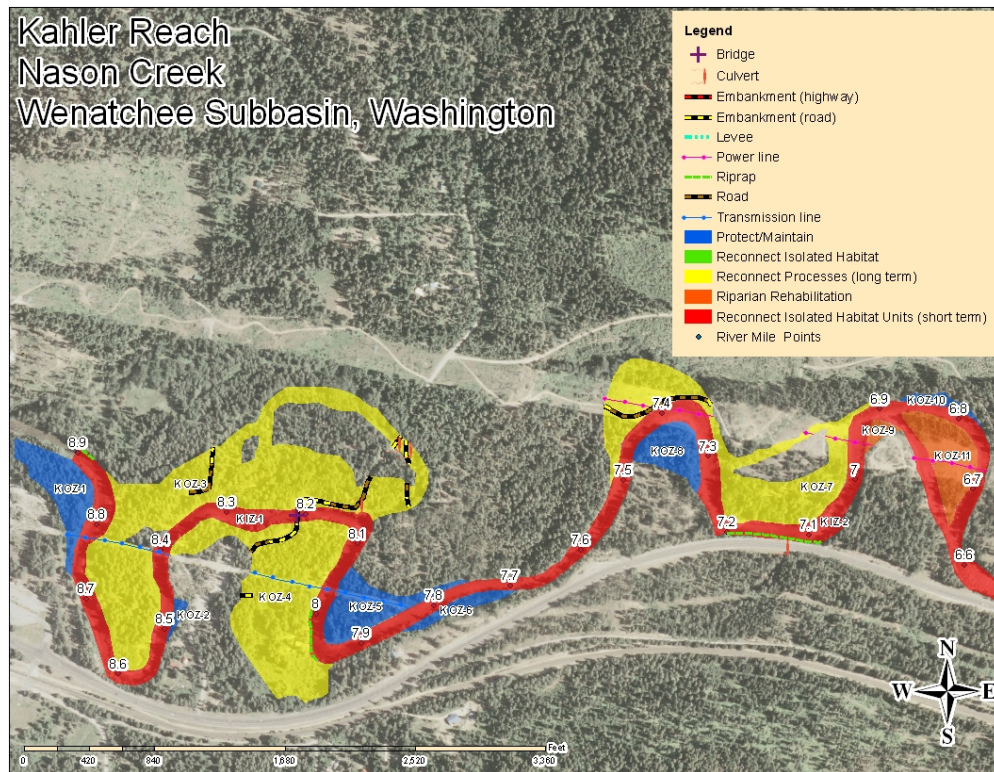 Kahler Reach
Nason Creek
Wenatchee Subbasin, Washington
Legend
Bridge
Culvert
Embankment (highway)
Embankment (road)
Levee
Power line
Riprap
Road
Transmission line
Protect/Maintain
Reconnect Isolated Habitat
Reconnect Processes (long term)
Riparian Rehabilitation
Reconnect Isolated Habitat Units (short term)
River Mile Points
8.9
KOZ-1
8.8
KOZ-3
8.3
KIZ-1
8.2
8.1
8.4
8.7
8.5
KOZ-2
8.6
KOZ-4
8
KOZ-5
7.9
7.8
KOZ-6
7.7
7.6
7.5
7.4
KOZ-8
7.3
7.2
7.1
KIZ-2
KOZ-7
7
KOZ-9
6.9
KOZ-10
6.8
KOZ-11
6.7
6.6
N
W E
S
0 420 840 1,680 2,520 3,360
Feet